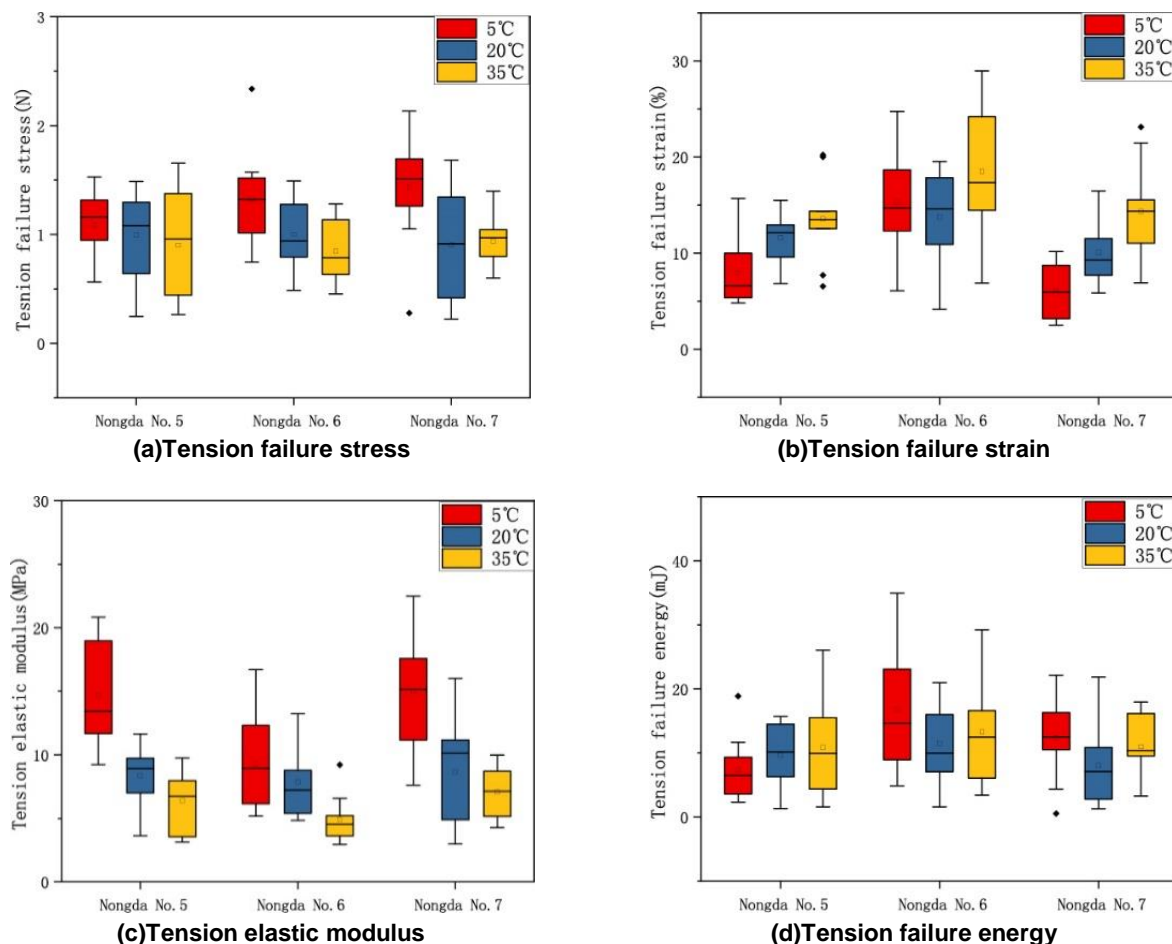 3
2
1
0
Tesnion failure stress(N)
5℃
20℃
35℃
Nongda No.5
Nongda No.6
Nongda No.7
(a)Tension failure stress
30
20
10
0
Tension failure strain(%)
5℃
20℃
35℃
Nongda No.5
Nongda No.6
Nongda No.7
(b)Tension failure strain
30
20
10
0
Tension elastic modulus(MPa)
5℃
20℃
35℃
Nongda No.5
Nongda No.6
Nongda No.7
(c)Tension elastic modulus
40
20
0
Tension failure energy(mJ)
5℃
20℃
35℃
Nongda No.5
Nongda No.6
Nongda No.7
(d)Tension failure energy